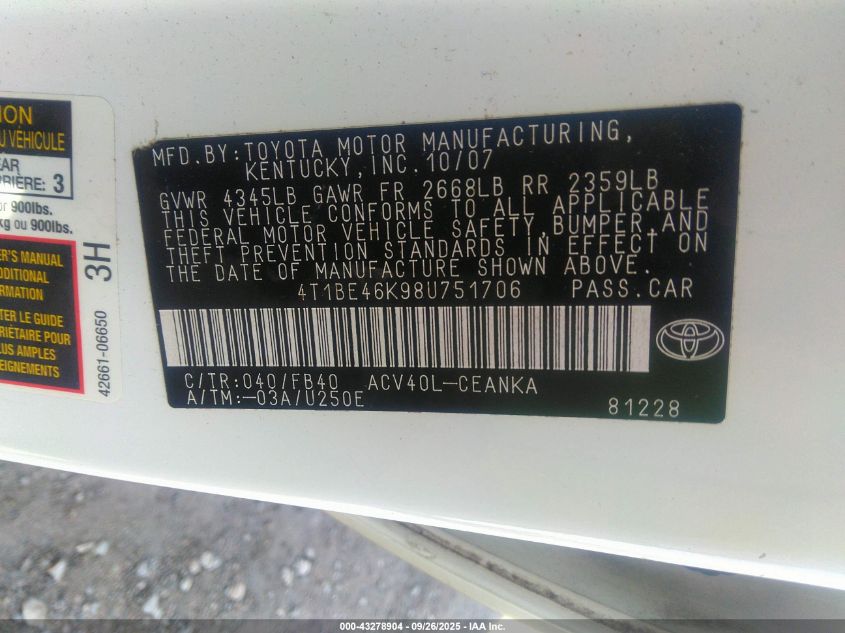 ION
U VÉHICULE
EAR
RRIÈRE: 3
or 900lbs.
kg ou 900lbs.
ER'S MANUAL
ADDITIONAL
RMATION
TER LE GUIDE
RIÉTAIRE POUR
LUS AMPLES
EIGNEMENTS
3H
42661-06650
MFD. BY: TOYOTA MOTOR MANUFACTURING,
KENTUCKY, INC. 10/07
GVWR 4345LB GAWR FR 2668LB RR 2359LB
THIS VEHICLE CONFORMS TO ALL APPLICABLE
FEDERAL MOTOR VEHICLE SAFETY, BUMPER, AND
THEFT PREVENTION STANDARDS IN EFFECT ON
THE DATE OF MANUFACTURE SHOWN ABOVE.
4T1BE46K98U751706 PASS. CAR
C/TR: 040/FB40 ACV40L-CEANKA
A/TM: -03A/U250E
81228
000-43278904 - 09/26/2025 - IAA Inc.